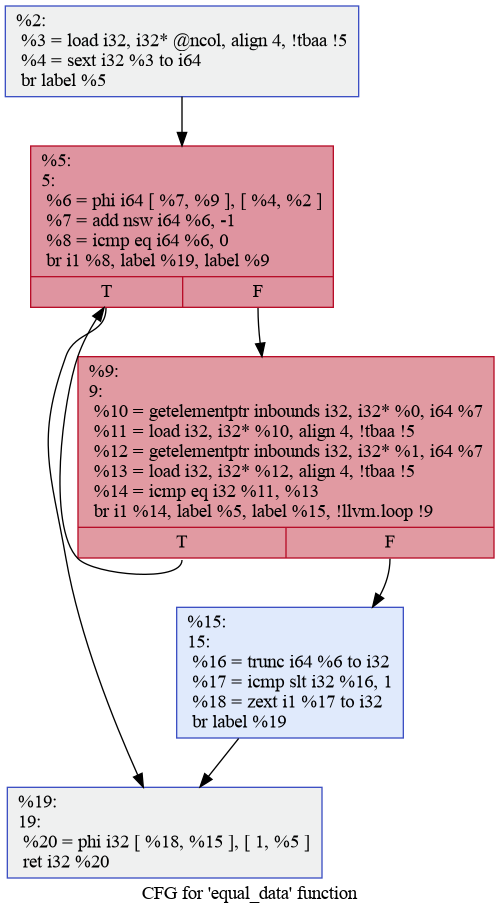 %2:
%3 = load i32, i32* @ncol, align 4, !tbaa !5
%4 = sext i32 %3 to i64
br label %5
%5:
5:
%6 = phi i64 [ %7, %9 ], [ %4, %2 ]
%7 = add nsw i64 %6, -1
%8 = icmp eq i64 %6, 0
br i1 %8, label %19, label %9
T F
%9:
9:
%10 = getelementptr inbounds i32, i32* %0, i64 %7
%11 = load i32, i32* %10, align 4, !tbaa !5
%12 = getelementptr inbounds i32, i32* %1, i64 %7
%13 = load i32, i32* %12, align 4, !tbaa !5
%14 = icmp eq i32 %11, %13
br i1 %14, label %5, label %15, !llvm.loop !9
T F
%15:
15:
%16 = trunc i64 %6 to i32
%17 = icmp slt i32 %16, 1
%18 = zext i1 %17 to i32
br label %19
%19:
19:
%20 = phi i32 [ %18, %15 ], [ 1, %5 ]
ret i32 %20
CFG for 'equal_data' function